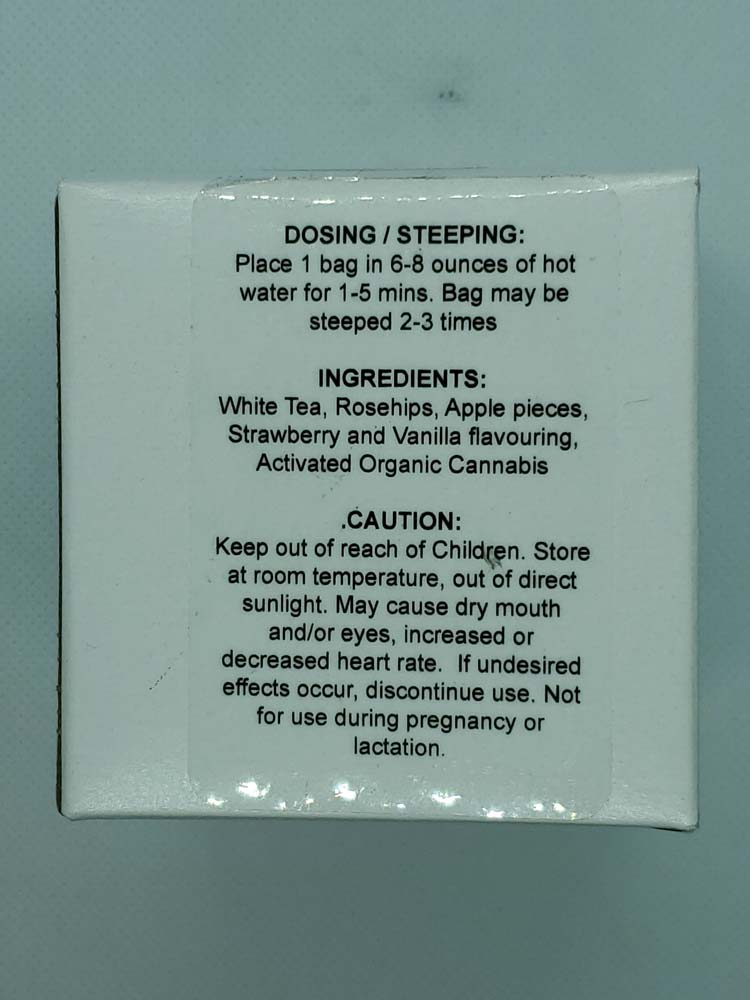 DOSING / STEEPING:
Place 1 bag in 6-8 ounces of hot
water for 1-5 mins. Bag may be
steeped 2-3 times
INGREDIENTS:
White Tea, Rosehips, Apple pieces,
Strawberry and Vanilla flavouring,
Activated Organic Cannabis
.CAUTION:
Keep out of reach of Children. Store
at room temperature, out of direct
sunlight. May cause dry mouth
and/or eyes, increased or
decreased heart rate.  If undesired
effects occur, discontinue use. Not
for use during pregnancy or
lactation.